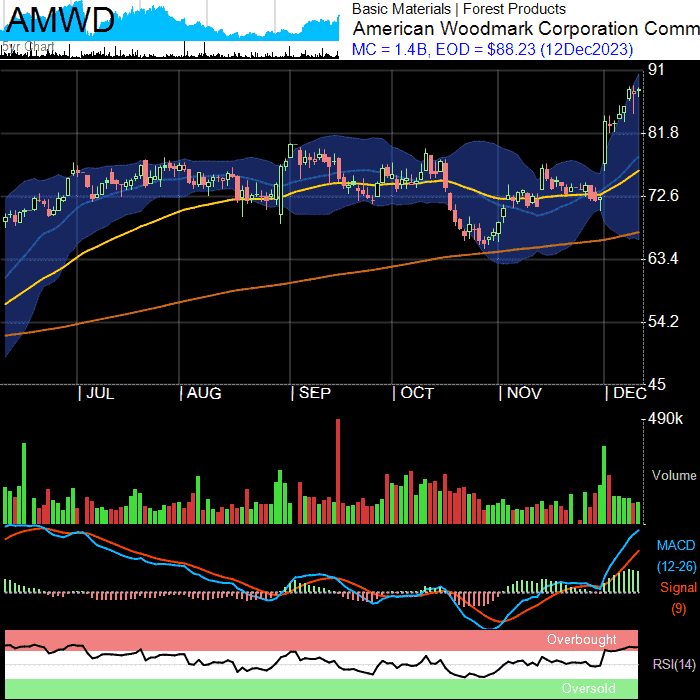 AMWD
5yr Chart
Basic Materials | Forest Products
American Woodmark Corporation Comm
MC = 1.4B, EOD = $88.23 (12Dec2023)
91
81.8
72.6
63.4
54.2
45
| JUL | AUG | SEP | OCT | NOV | DEC
490k
Volume
MACD
(12-26)
Signal
(9)
Overbought
RSI(14)
Oversold